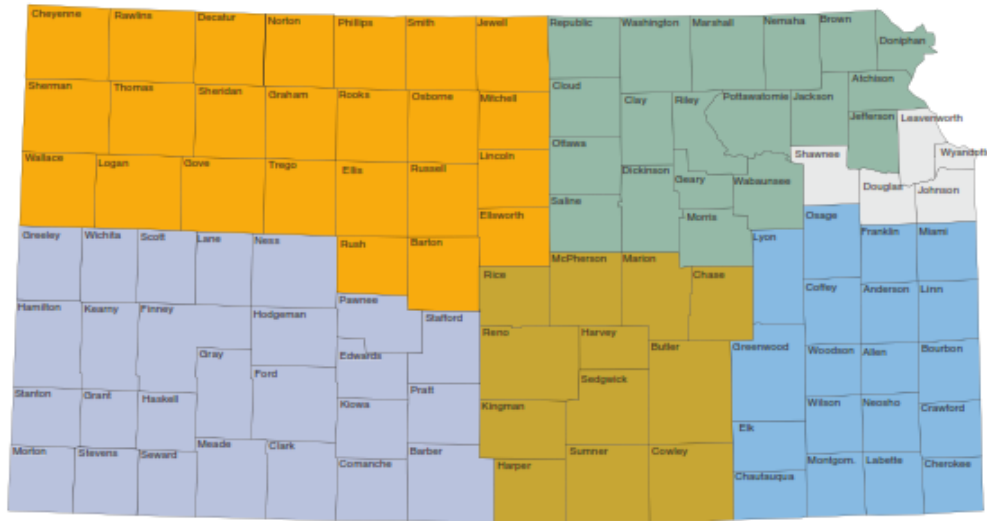 Cheyenne
Rawlins
Decatur
Norton
Phillips
Smith
Jewell
Republic
Washington
Marshall
Nemaha
Brown
Doniphan
Sherman
Thomas
Sheridan
Graham
Rooks
Osborne
Mitchell
Cloud
Clay
Riley
Pottawatomie
Jackson
Atchison
Jefferson
Leavenworth
Wallace
Logan
Gove
Trego
Ellis
Russell
Lincoln
Ottawa
Dickinson
Geary
Wabaunsee
Shawnee
Wyandotte
Douglas
Johnson
Ellsworth
Saline
Morris
Osage
Greeley
Wichita
Scott
Lane
Ness
Rush
Barton
Lyon
Franklin
Miami
Rice
McPherson
Marion
Chase
Hamilton
Kearny
Finney
Hodgeman
Pawnee
Stafford
Coffey
Anderson
Linn
Reno
Harvey
Butler
Greenwood
Woodson
Allen
Bourbon
Gray
Ford
Edwards
Sedgwick
Stanton
Grant
Haskell
Kiowa
Pratt
Kingman
Wilson
Neosho
Crawford
Elk
Morton
Stevens
Seward
Meade
Clark
Comanche
Barber
Harper
Sumner
Cowley
Chautauqua
Montgom.
Labette
Cherokee